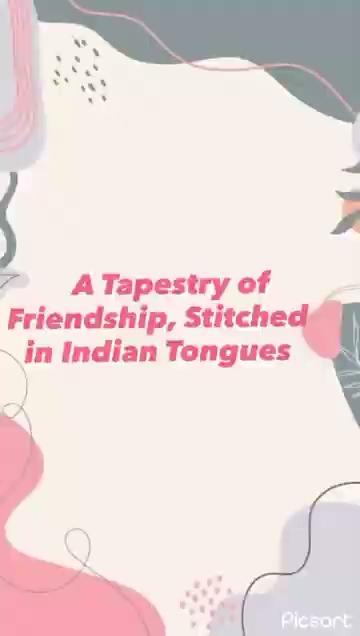 A Tapestry of
Friendship, Stitched
in Indian Tongues
Picsart